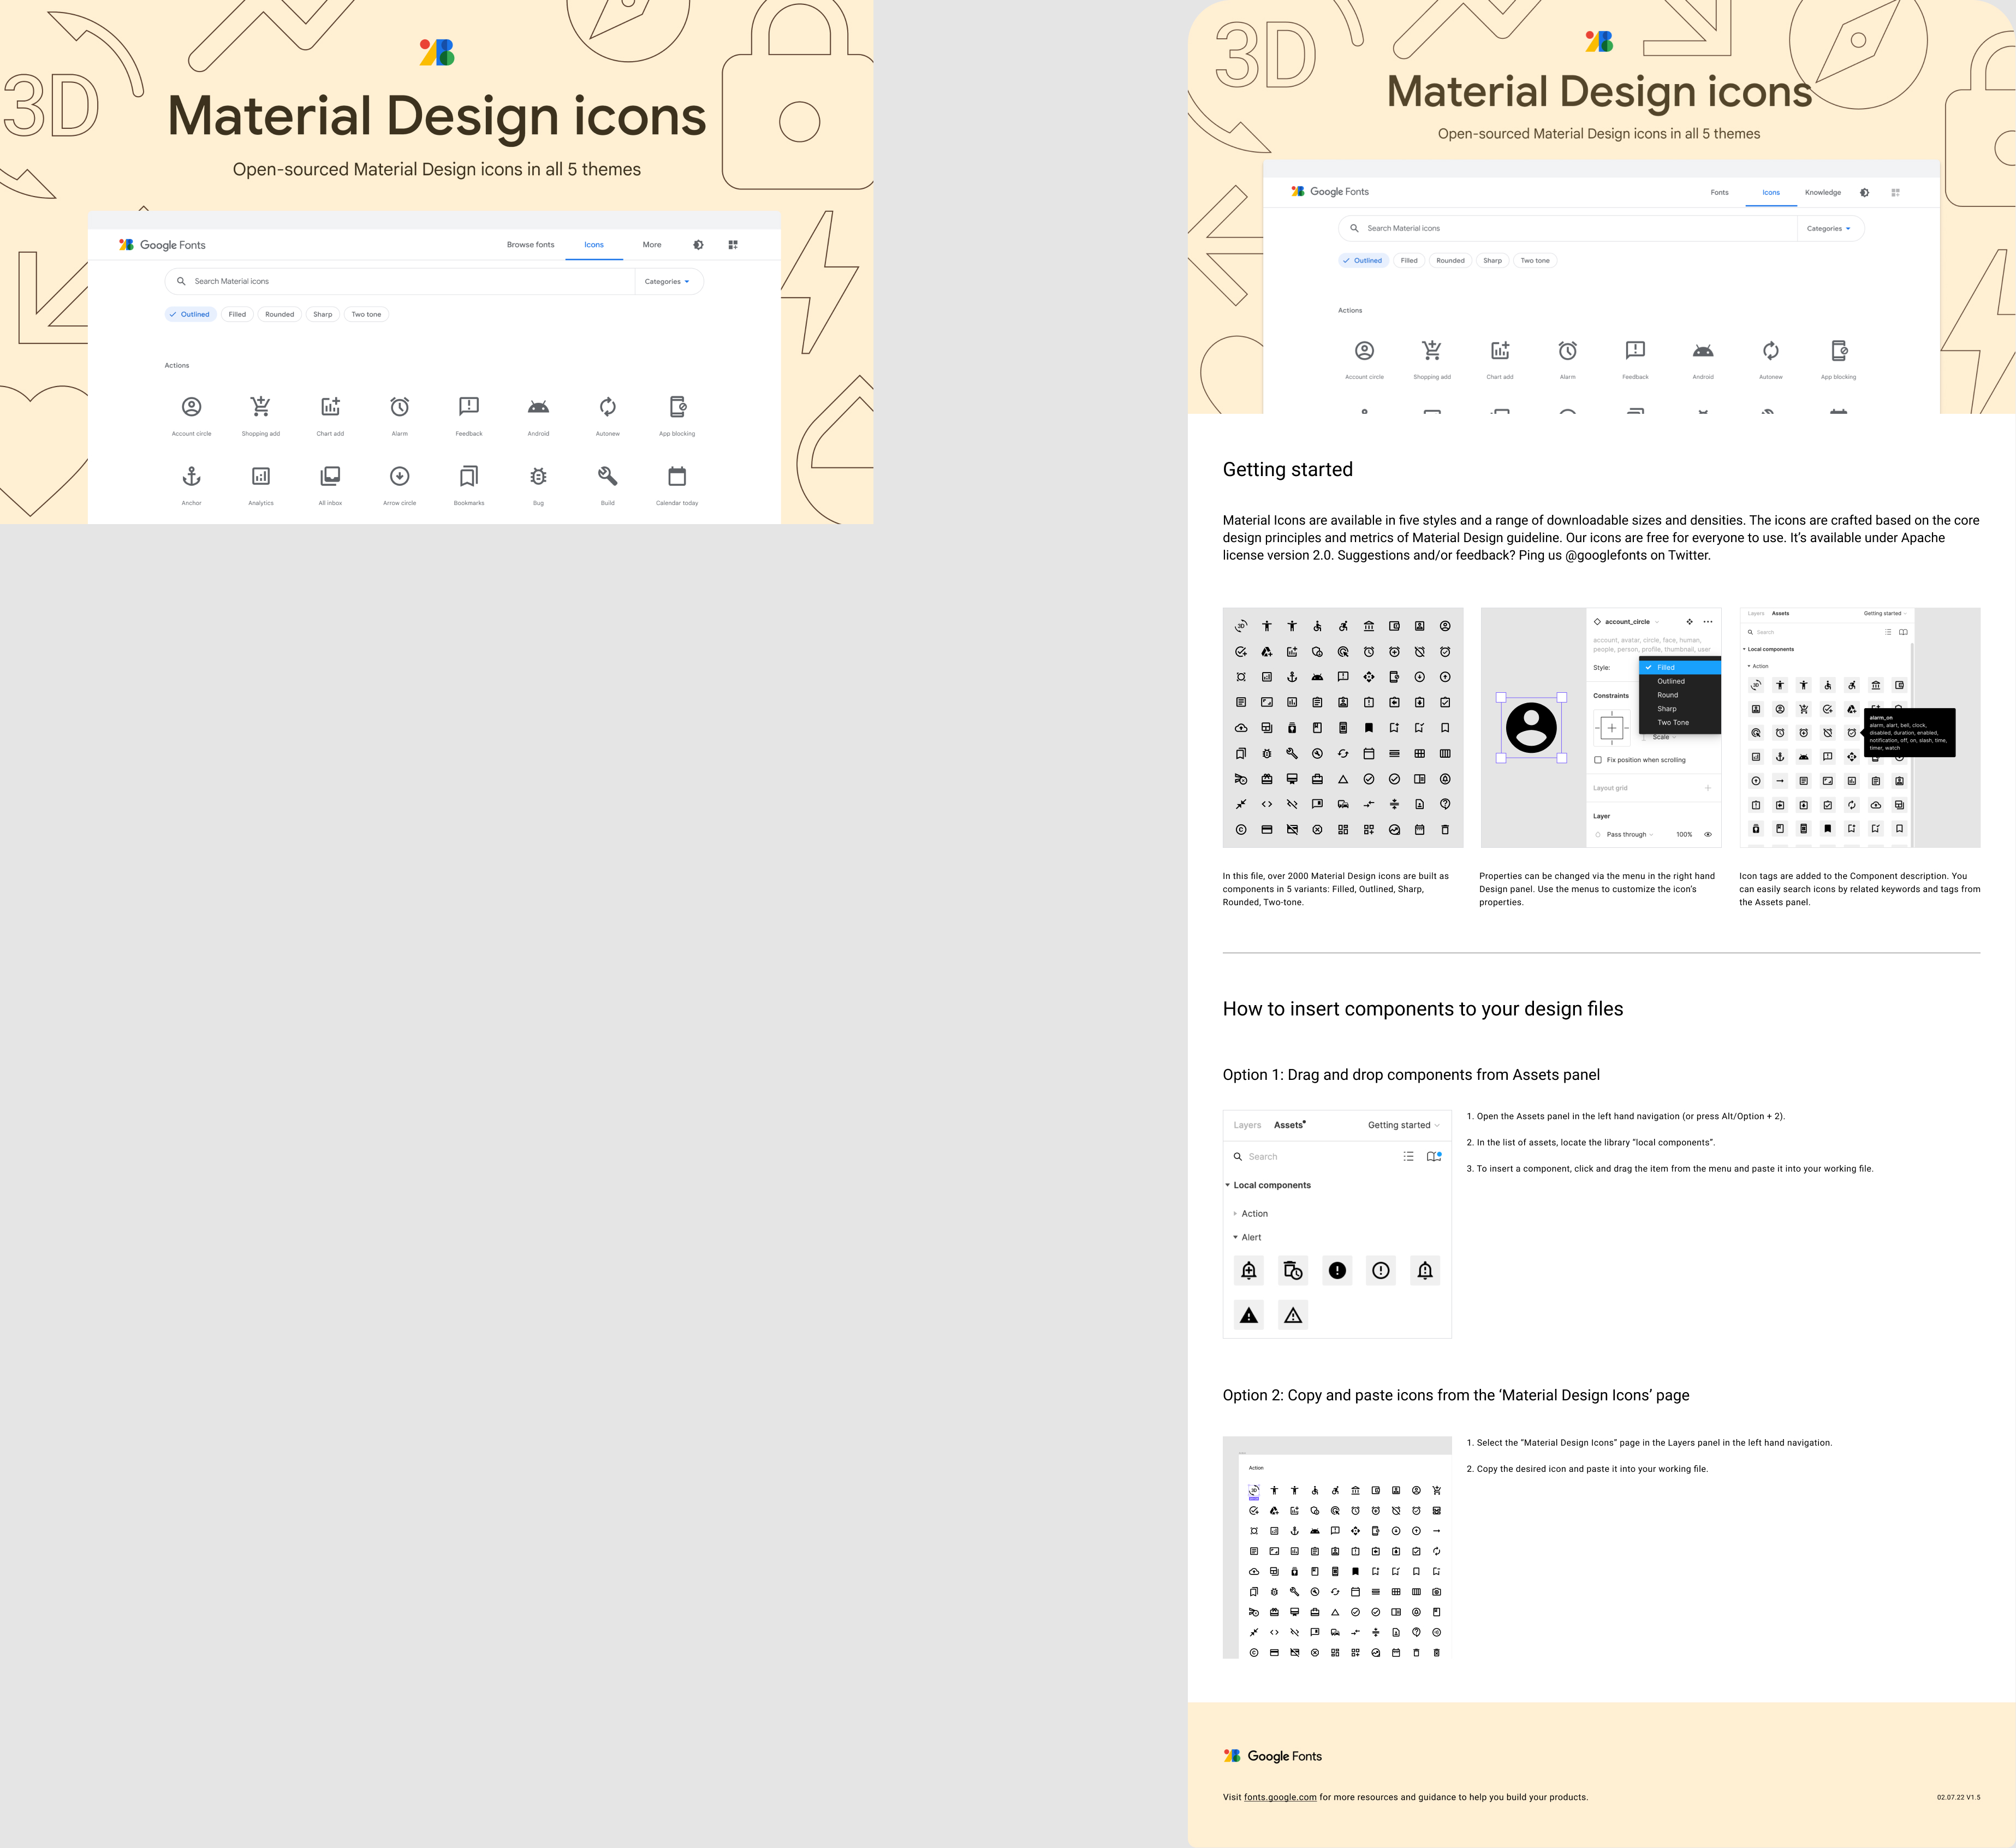 3D
Material Design icons
Open-sourced Material Design icons in all 5 themes
Google Fonts
Browse fonts
Icons
More
Search Material icons
Categories
Outlined
Filled
Rounded
Sharp
Two tone
Actions
Account circle
Shopping add
Chart add
Alarm
Feedback
Android
Autonew
App blocking
Anchor
Analytics
All inbox
Arrow circle
Bookmarks
Bug
Build
Calendar today
3D
Material Design icons
Open-sourced Material Design icons in all 5 themes
Google Fonts
Fonts
Icons
Knowledge
Search Material icons
Categories
Outlined
Filled
Rounded
Sharp
Two tone
Actions
Account circle
Shopping add
Chart add
Alarm
Feedback
Android
Autonew
App blocking
Getting started
Material Icons are available in five styles and a range of downloadable sizes and densities. The icons are crafted based on the core
design principles and metrics of Material Design guideline. Our icons are free for everyone to use. It’s available under Apache
license version 2.0. Suggestions and/or feedback? Ping us @googlefonts on Twitter.
3D
In this file, over 2000 Material Design icons are built as
components in 5 variants: Filled, Outlined, Sharp,
Rounded, Two-tone.
account_circle
account, avatar, circle, face, human,
people, person, profile, thumbnail, user
Style:
Filled
Outlined
Round
Sharp
Two Tone
Constraints
Scale
Fix position when scrolling
Layout grid
Layer
Pass through
100%
Properties can be changed via the menu in the right hand
Design panel. Use the menus to customize the icon’s
properties.
Layers
Assets
Getting started
Search
Local components
Action
3D
alarm_on
alarm, alart, bell, clock,
disabled, duration, enabled,
notification, off, on, slash, time,
timer, watch
Icon tags are added to the Component description. You
can easily search icons by related keywords and tags from
the Assets panel.
How to insert components to your design files
Option 1: Drag and drop components from Assets panel
Layers
Assets
Getting started
Search
Local components
Action
Alert
1. Open the Assets panel in the left hand navigation (or press Alt/Option + 2).
2. In the list of assets, locate the library “local components”.
3. To insert a component, click and drag the item from the menu and paste it into your working file.
Option 2: Copy and paste icons from the ‘Material Design Icons’ page
Action
3D
1. Select the “Material Design Icons” page in the Layers panel in the left hand navigation.
2. Copy the desired icon and paste it into your working file.
Google Fonts
Visit fonts.google.com for more resources and guidance to help you build your products.
02.07.22 V1.5